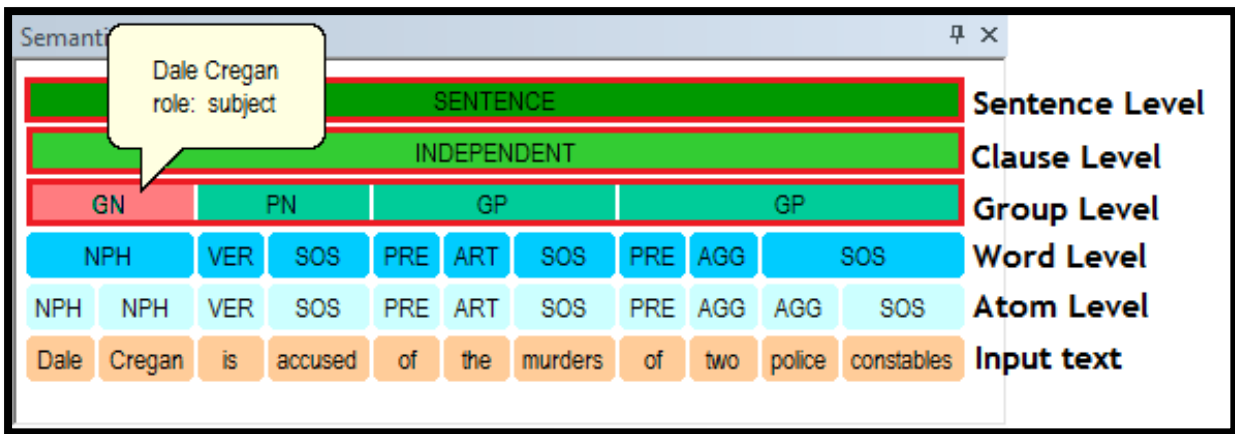 Semanti
Dale Cregan
role: subject
SENTENCE Sentence Level
INDEPENDENT Clause Level
GN PN GP GP Group Level
NPH VER SOS PRE ART SOS PRE AGG SOS Word Level
NPH NPH VER SOS PRE ART SOS PRE AGG AGG SOS Atom Level
Dale Cregan is accused of the murders of two police constables Input text